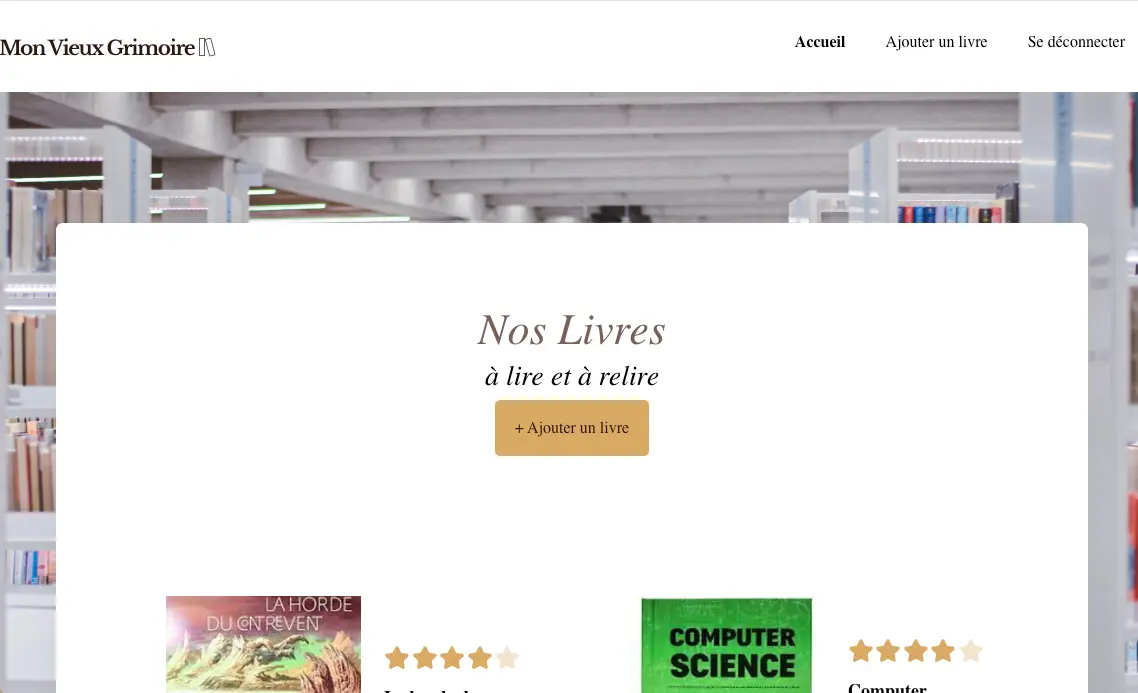 Mon Vieux Grimoire
Accueil
Ajouter un livre
Se déconnecter
Nos Livres
à lire et à relire
+ Ajouter un livre
LA HORDE
DU CONTREVENT
COMPUTER
SCIENCE
Computer